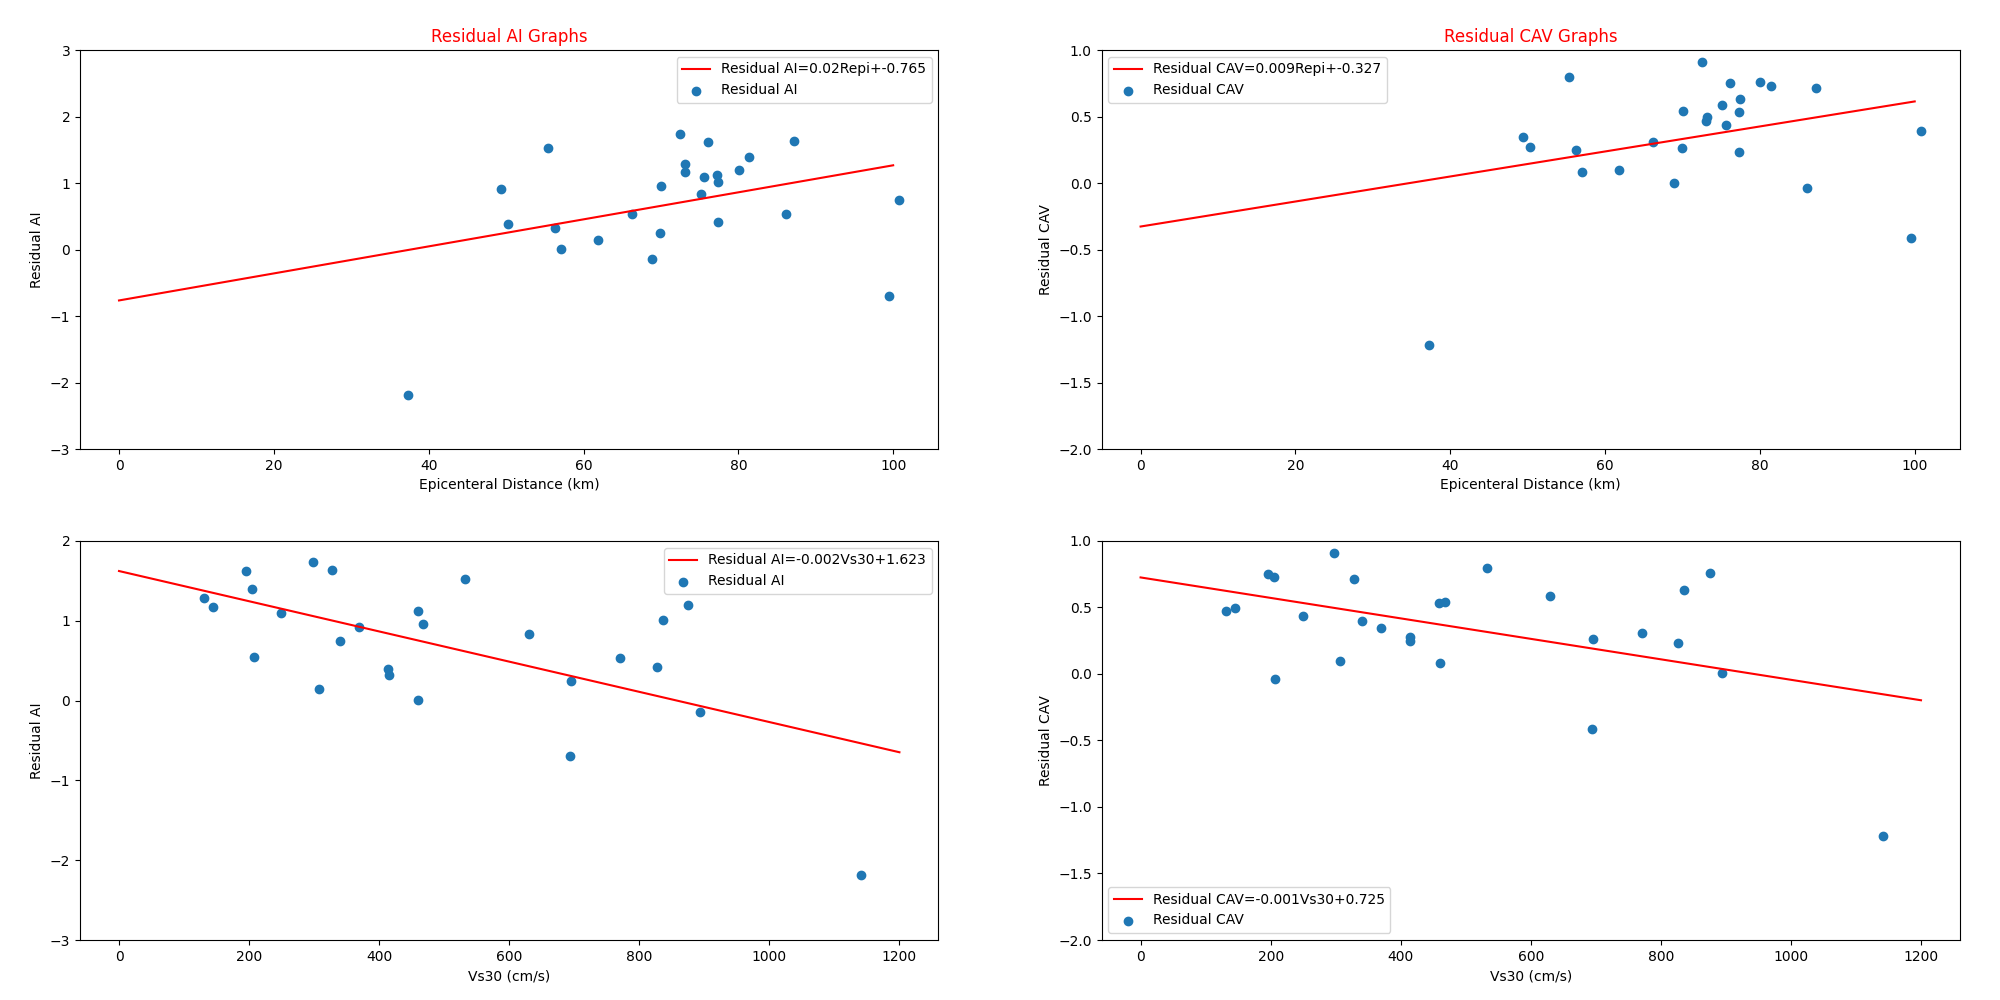 Residual AI Graphs
3
2
1
0
−1
−2
−3
Residual AI
Residual AI=0.02Repi+-0.765
Residual AI
0 20 40 60 80 100
Epicenteral Distance (km)
Residual CAV Graphs
1.0
0.5
0.0
−0.5
−1.0
−1.5
−2.0
Residual CAV
Residual CAV=0.009Repi+-0.327
Residual CAV
0 20 40 60 80 100
Epicenteral Distance (km)
2
1
0
−1
−2
−3
Residual AI
Residual AI=-0.002Vs30+1.623
Residual AI
0 200 400 600 800 1000 1200
Vs30 (cm/s)
1.0
0.5
0.0
−0.5
−1.0
−1.5
−2.0
Residual CAV
Residual CAV=-0.001Vs30+0.725
Residual CAV
0 200 400 600 800 1000 1200
Vs30 (cm/s)